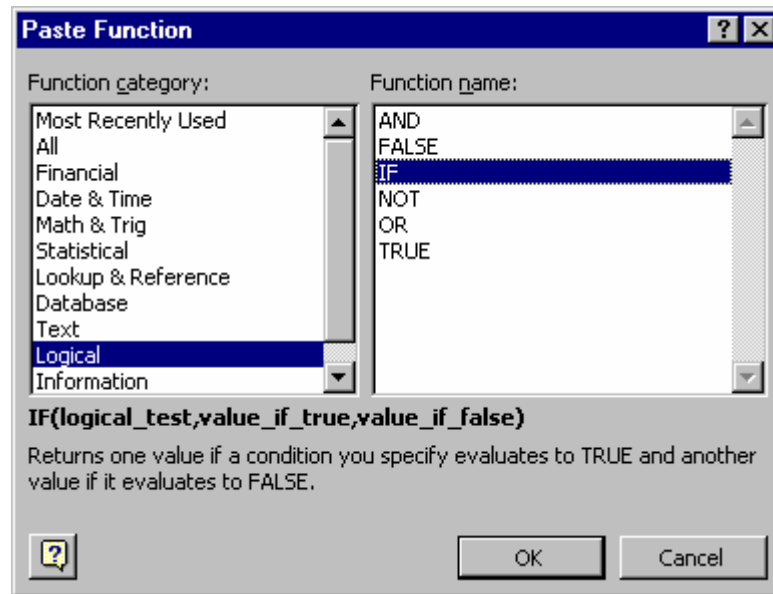 Paste Function
Function category:
Function name:
Most Recently Used
All
Financial
Date & Time
Math & Trig
Statistical
Lookup & Reference
Database
Text
Logical
Information
AND
FALSE
IF
NOT
OR
TRUE
IF(logical_test,value_if_true,value_if_false)
Returns one value if a condition you specify evaluates to TRUE and another
value if it evaluates to FALSE.
OK
Cancel